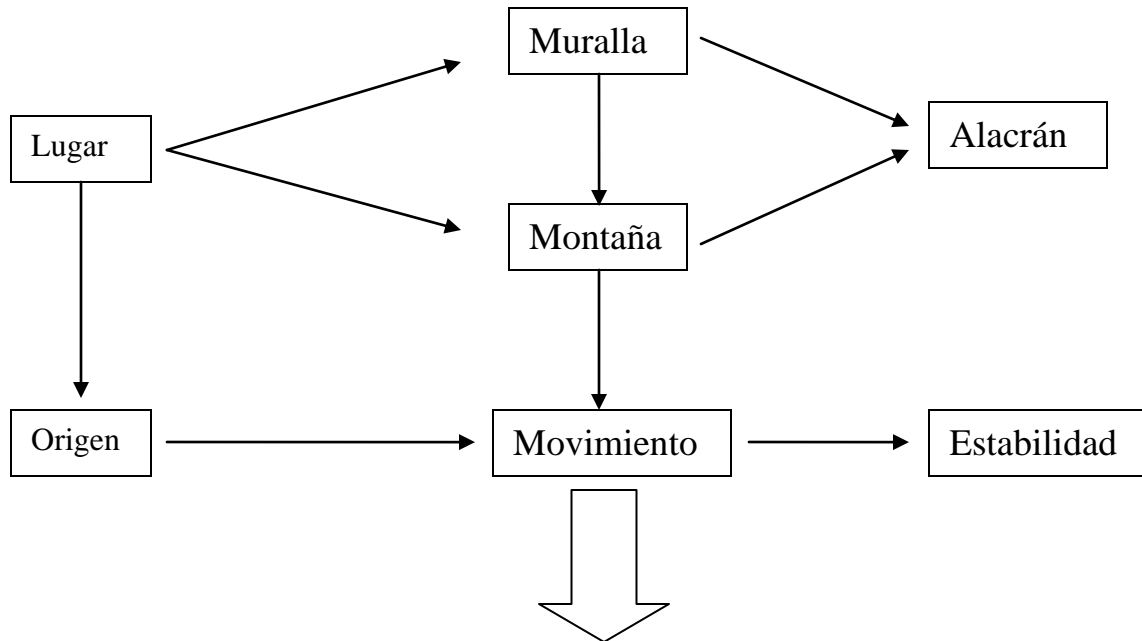 Muralla
Lugar
Alacrán
Montaña
Origen
Movimiento
Estabilidad